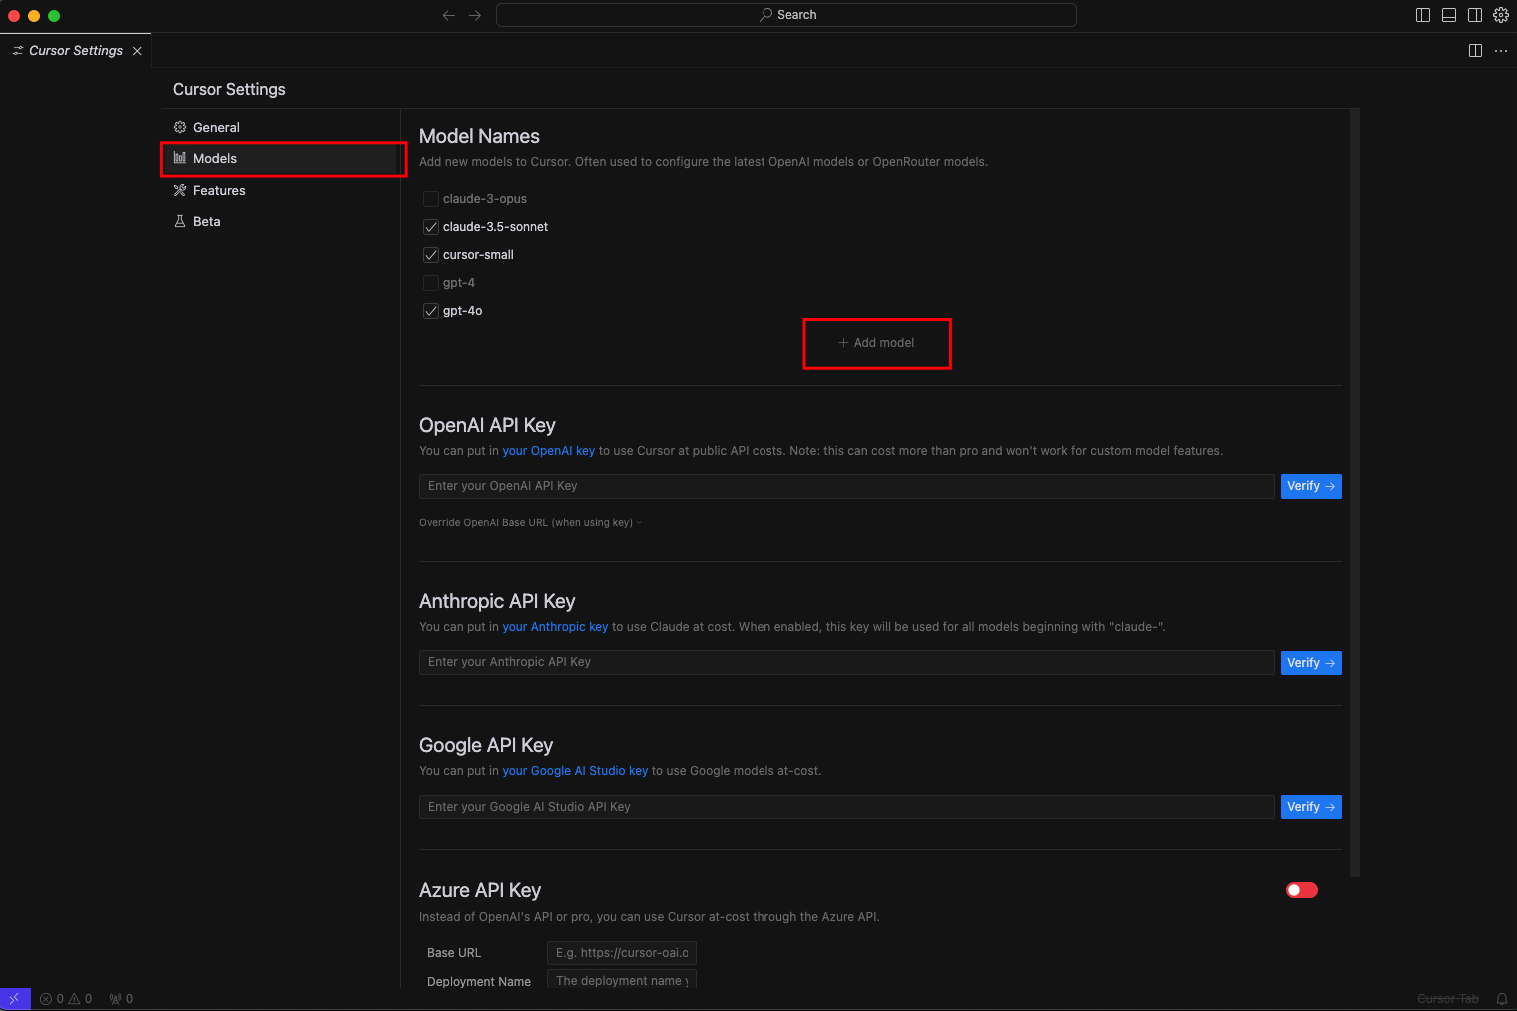 Search
Cursor Settings
Cursor Settings
General
Models
Features
Beta
Model Names
Add new models to Cursor. Often used to configure the latest OpenAI models or OpenRouter models.
claude-3-opus
claude-3.5-sonnet
cursor-small
gpt-4
gpt-4o
+ Add model
OpenAI API Key
You can put in your OpenAI key to use Cursor at public API costs. Note: this can cost more than pro and won't work for custom model features.
Enter your OpenAI API Key
Verify →
Override OpenAI Base URL (when using key)
Anthropic API Key
You can put in your Anthropic key to use Claude at cost. When enabled, this key will be used for all models beginning with "claude-".
Enter your Anthropic API Key
Verify →
Google API Key
You can put in your Google AI Studio key to use Google models at-cost.
Enter your Google AI Studio API Key
Verify →
Azure API Key
Instead of OpenAI's API or pro, you can use Cursor at-cost through the Azure API.
Base URL
E.g. https://cursor-oai.o
Deployment Name
The deployment name y
0 0 0
Cursor Tab